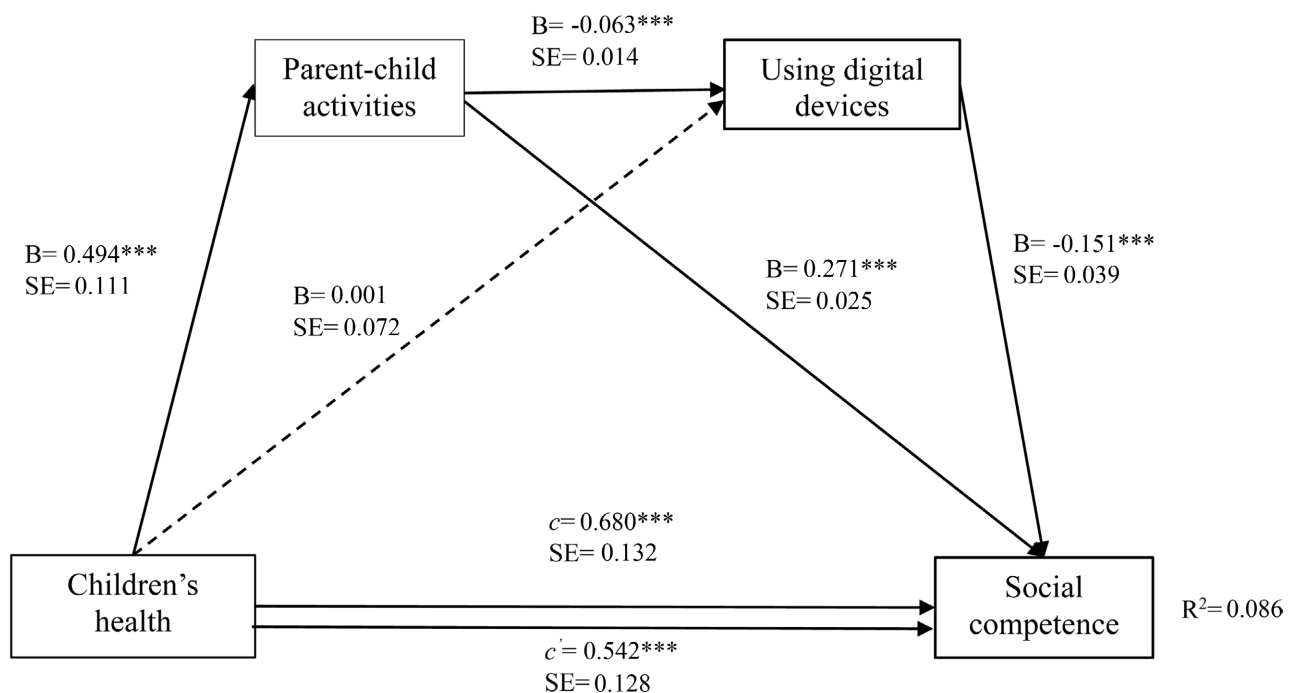 B= -0.063***
SE= 0.014
Parent-child
activities
Using digital
devices
B= 0.494***
SE= 0.111
B= 0.001
SE= 0.072
B= 0.271***
SE= 0.025
B= -0.151***
SE= 0.039
c= 0.680***
SE= 0.132
Children’s
health
Social
competence
R²= 0.086
c’= 0.542***
SE= 0.128